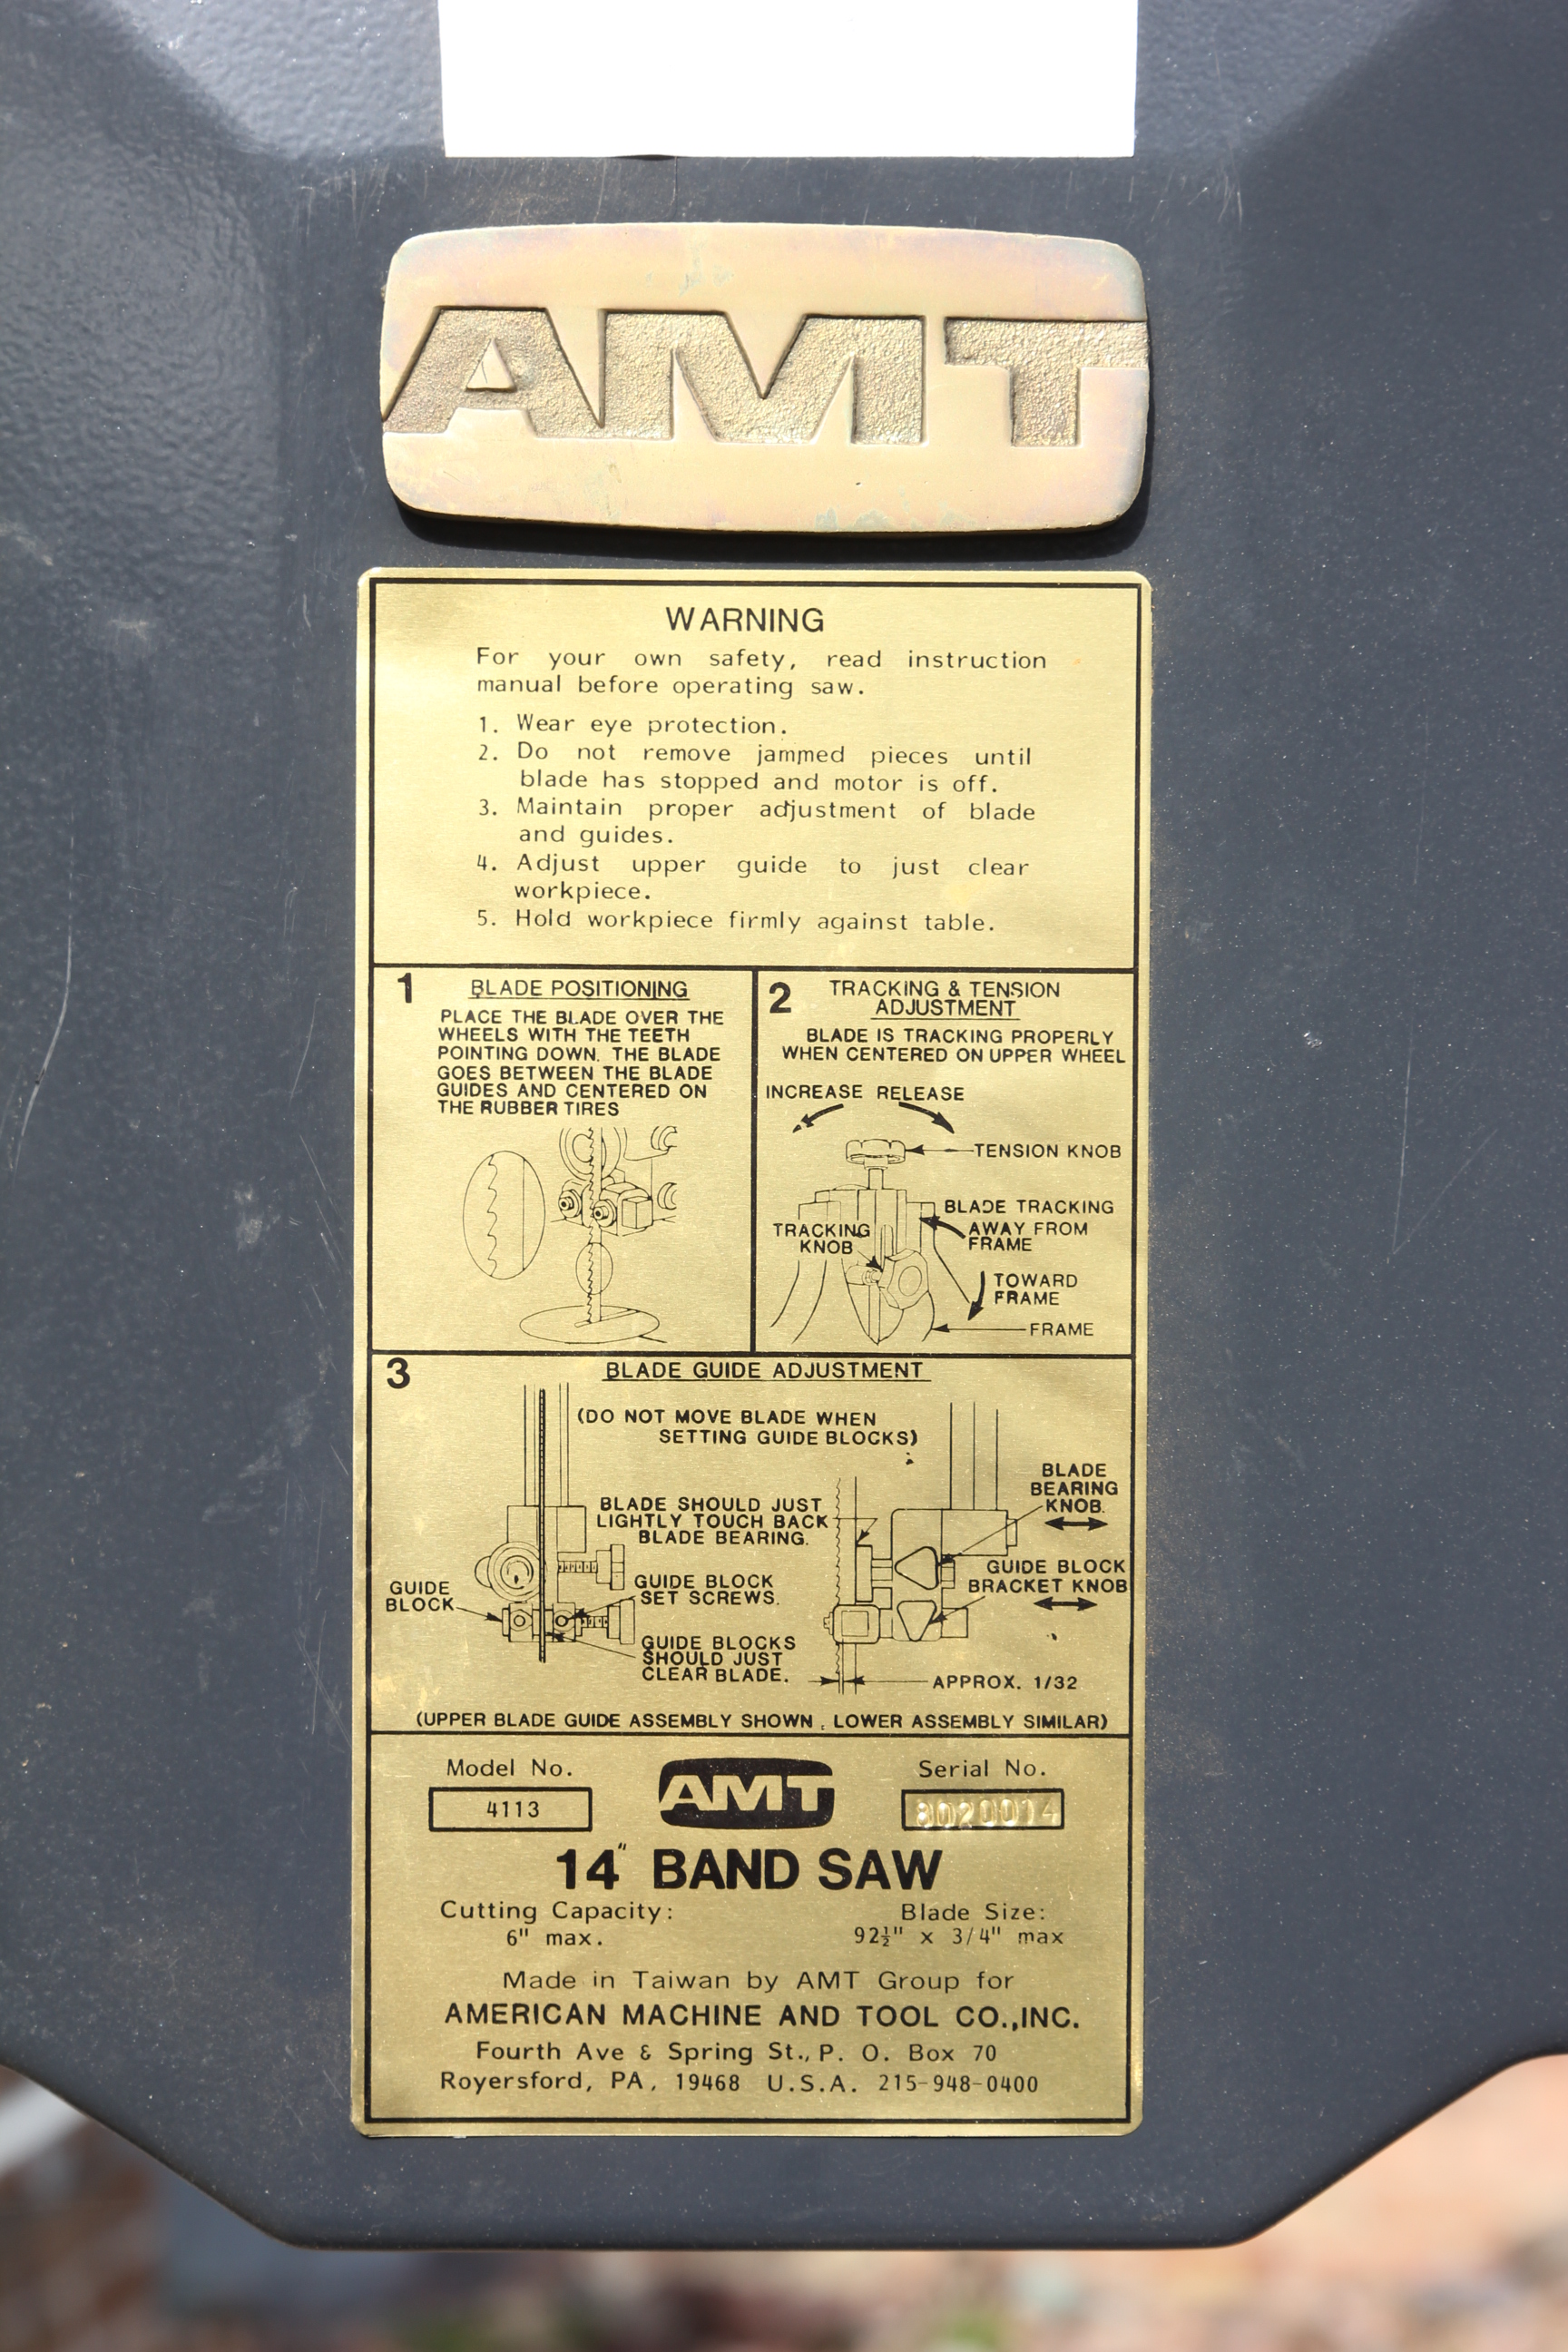 AMT
WARNING
For your own safety, read instruction
manual before operating saw.
1. Wear eye protection.
2. Do not remove jammed pieces until
blade has stopped and motor is off.
3. Maintain proper adjustment of blade
and guides.
4. Adjust upper guide to just clear
workpiece.
5. Hold workpiece firmly against table.
1 BLADE POSITIONING
PLACE THE BLADE OVER THE
WHEELS WITH THE TEETH
POINTING DOWN. THE BLADE
GOES BETWEEN THE BLADE
GUIDES AND CENTERED ON
THE RUBBER TIRES
2 TRACKING & TENSION
ADJUSTMENT
BLADE IS TRACKING PROPERLY
WHEN CENTERED ON UPPER WHEEL
INCREASE RELEASE
TENSION KNOB
BLADE TRACKING
AWAY FROM
FRAME
TRACKING
KNOB
TOWARD
FRAME
FRAME
3 BLADE GUIDE ADJUSTMENT
(DO NOT MOVE BLADE WHEN
SETTING GUIDE BLOCKS)
BLADE
BEARING
KNOB.
BLADE SHOULD JUST
LIGHTLY TOUCH BACK
BLADE BEARING.
GUIDE BLOCK
BRACKET KNOB
GUIDE
BLOCK
GUIDE BLOCK
SET SCREWS.
GUIDE BLOCKS
SHOULD JUST
CLEAR BLADE.
APPROX. 1/32
(UPPER BLADE GUIDE ASSEMBLY SHOWN, LOWER ASSEMBLY SIMILAR)
Model No. AMT Serial No.
4113 8020014
14" BAND SAW
Cutting Capacity: Blade Size:
6" max. 92½" x 3/4" max
Made in Taiwan by AMT Group for
AMERICAN MACHINE AND TOOL CO.,INC.
Fourth Ave & Spring St., P. O. Box 70
Royersford, PA, 19468 U.S.A. 215-948-0400